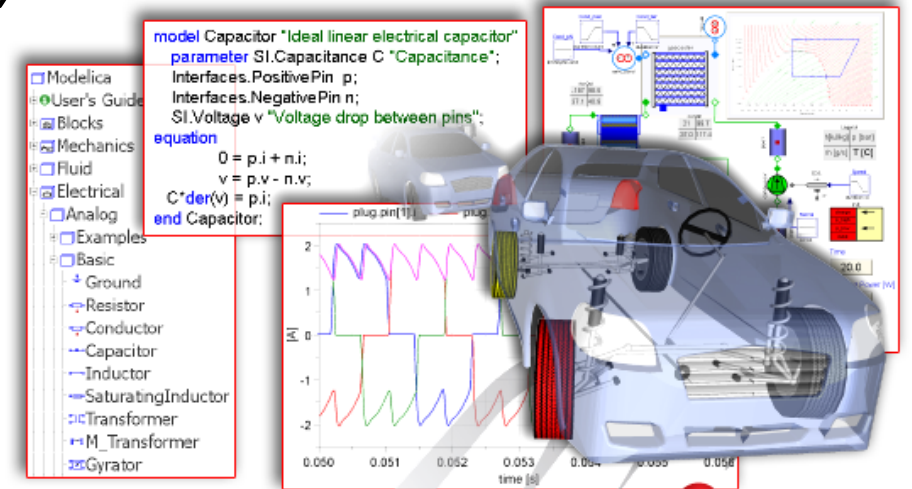 model Capacitor "Ideal linear electrical capacitor"
parameter SI.Capacitance C "Capacitance";
Interfaces.PositivePin p;
Interfaces.NegativePin n;
SI.Voltage v "Voltage drop between pins";
equation
0 = p.i + n.i;
v = p.v - n.v;
C*der(v) = p.i;
end Capacitor;
Modelica
User's Guide
Blocks
Mechanics
Fluid
Electrical
Analog
Examples
Basic
Ground
Resistor
Conductor
Capacitor
Inductor
SaturatingInductor
Transformer
M_Transformer
Gyrator
plug.pin[1].i
plug
2
1
0
-1
-2
[A]
0.050
0.051
0.052
0.053
0.054
0.055
0.056
time [s]
T [C]
Time
20.0
Power [W]